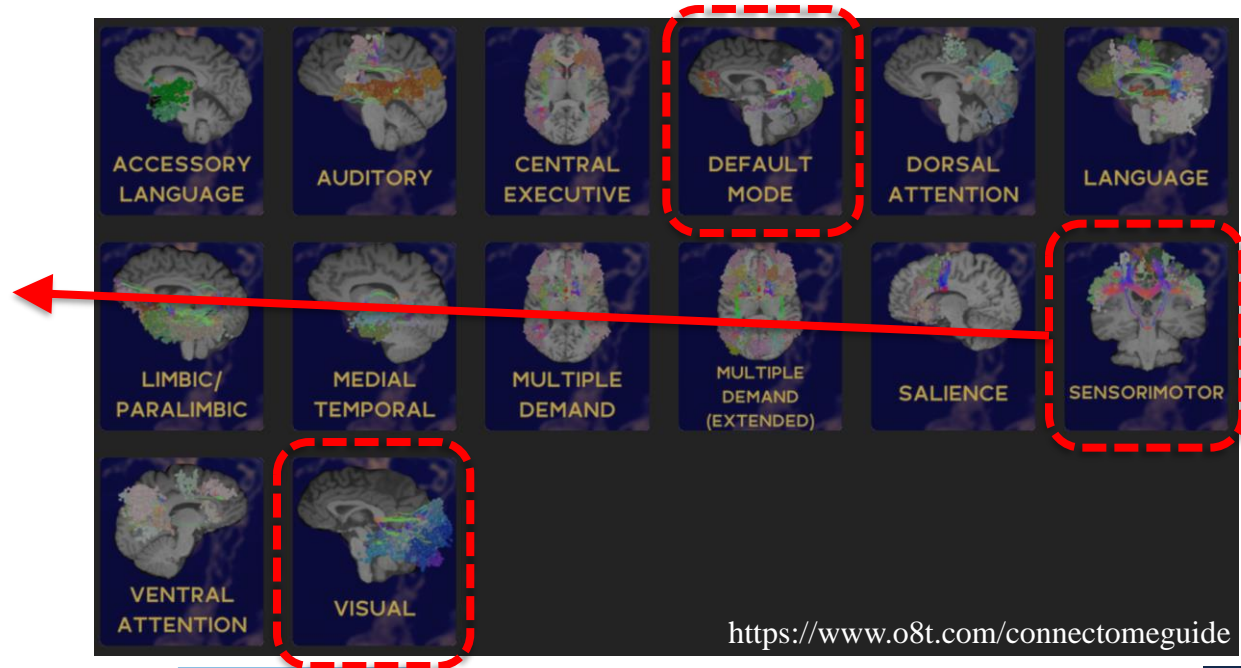 ACCESSORY
LANGUAGE
AUDITORY
CENTRAL
EXECUTIVE
DEFAULT
MODE
DORSAL
ATTENTION
LANGUAGE
LIMBIC/
PARALIMBIC
MEDIAL
TEMPORAL
MULTIPLE
DEMAND
MULTIPLE
DEMAND
(EXTENDED)
SALIENCE
SENSORIMOTOR
VENTRAL
ATTENTION
VISUAL
https://www.o8t.com/connectomeguide